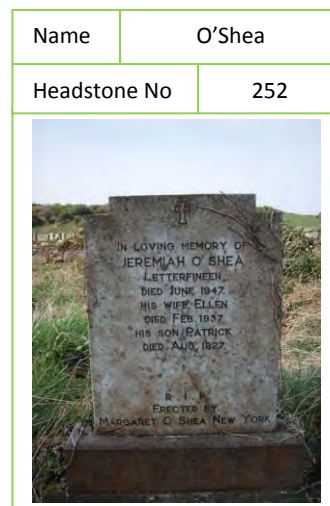 Name O'Shea
Headstone No 252
IN LOVING MEMORY OF
JEREMIAH O'SHEA
LETTERFINEEN
DIED JUNE 1947.
HIS WIFE ELLEN
DIED FEB. 1937.
HIS SON PATRICK
DIED AUG. 1927.
R. I. P.
ERECTED BY
MARGARET O SHEA NEW YORK